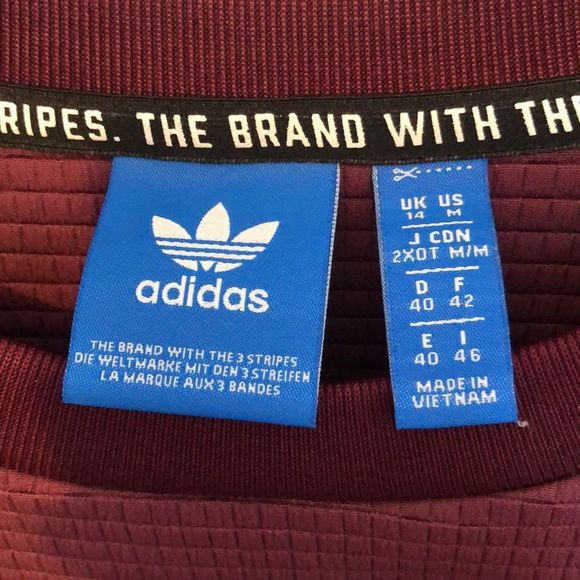 RIPES. THE BRAND WITH THE
adidas
THE BRAND WITH THE 3 STRIPES
DIE WELTMARKE MIT DEN 3 STREIFEN
LA MARQUE AUX 3 BANDES
UK US
14 M
J CDN
2XOT M/M
D F
40 42
E I
40 46
MADE IN
VIETNAM